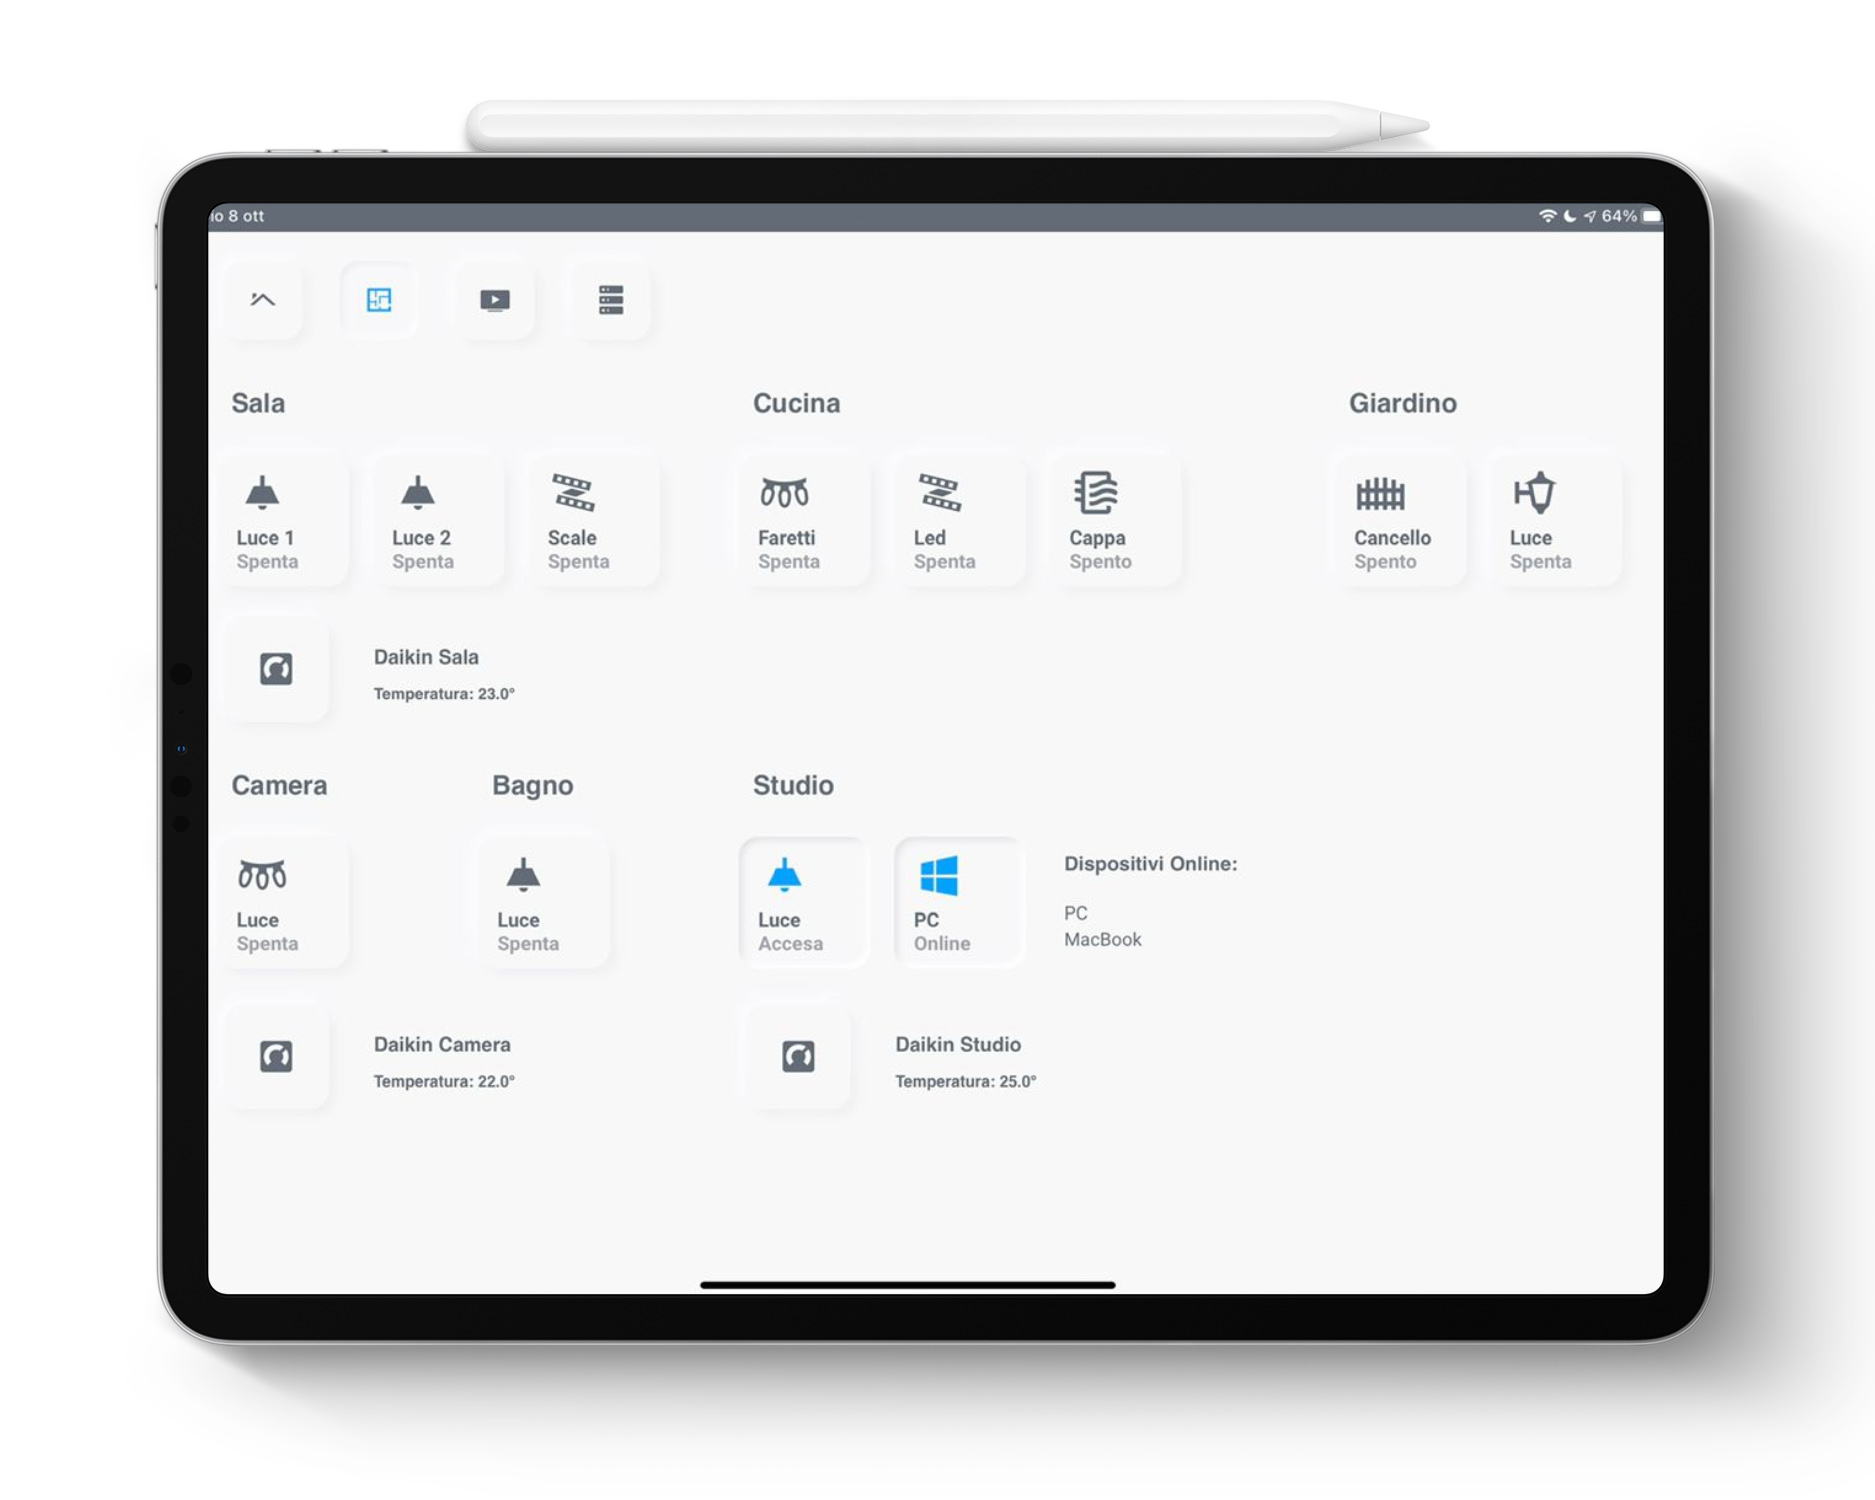 io 8 ott
64%
Sala
Cucina
Giardino
Luce 1
Spenta
Luce 2
Spenta
Scale
Spenta
Faretti
Spenta
Led
Spenta
Cappa
Spento
Cancello
Spento
Luce
Spenta
Daikin Sala
Temperatura: 23.0°
Camera
Bagno
Studio
Luce
Spenta
Luce
Spenta
Luce
Accesa
PC
Online
Dispositivi Online:
PC
MacBook
Daikin Camera
Temperatura: 22.0°
Daikin Studio
Temperatura: 25.0°